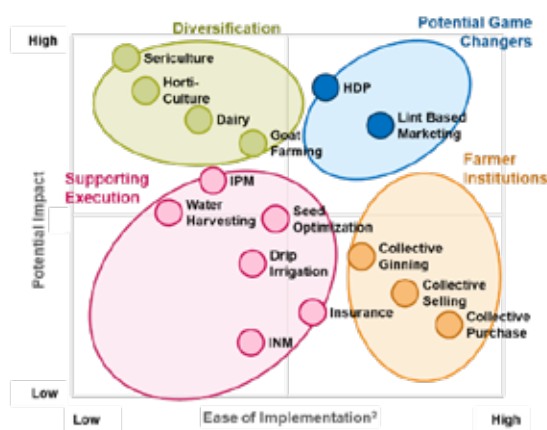 Diversification
Potential Game
Changers
High
Sericulture
Horti-
Culture
Dairy
Goat
Farming
HDP
Lint Based
Marketing
Supporting
Execution
IPM
Water
Harvesting
Seed
Optimization
Drip
Irrigation
Insurance
INM
Farmer
Institutions
Collective
Ginning
Collective
Selling
Collective
Purchase
Potential Impact
Low
Low
Ease of Implementation²
High